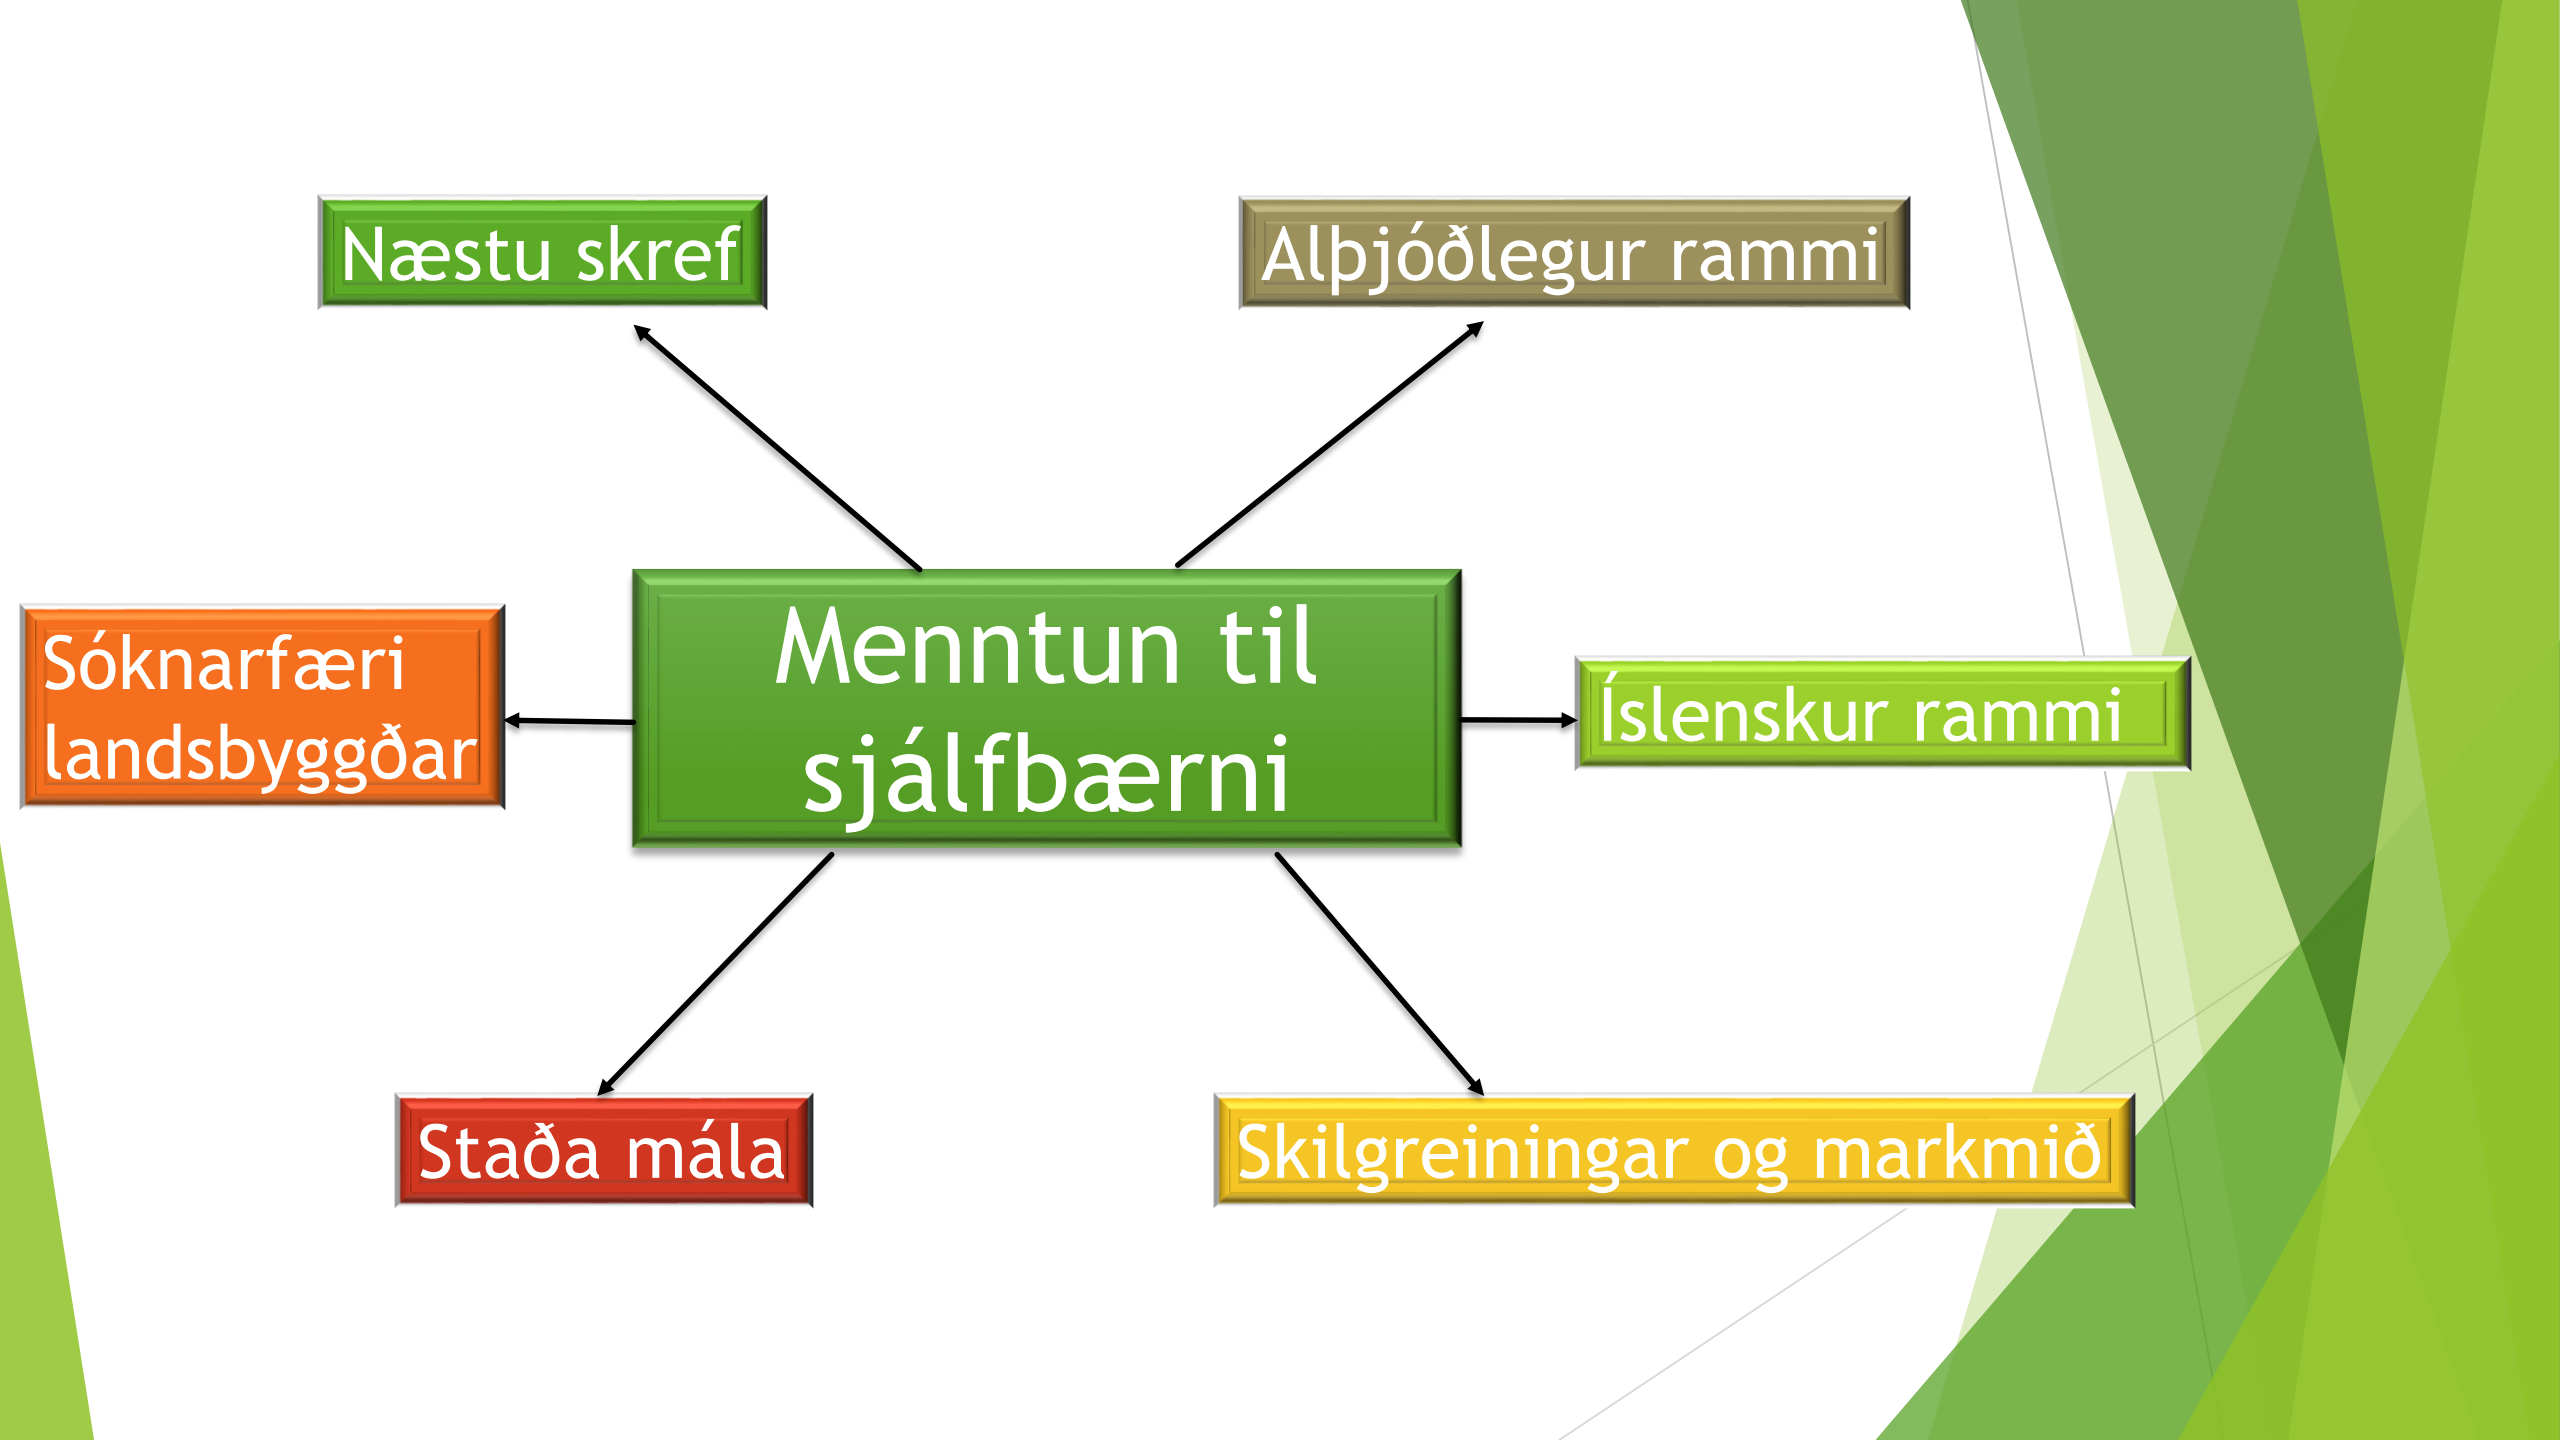 Næstu skref
Alþjóðlegur rammi
Sóknarfæri
landsbyggðar
Menntun til
sjálfbærni
Íslenskur rammi
Staða mála
Skilgreiningar og markmið